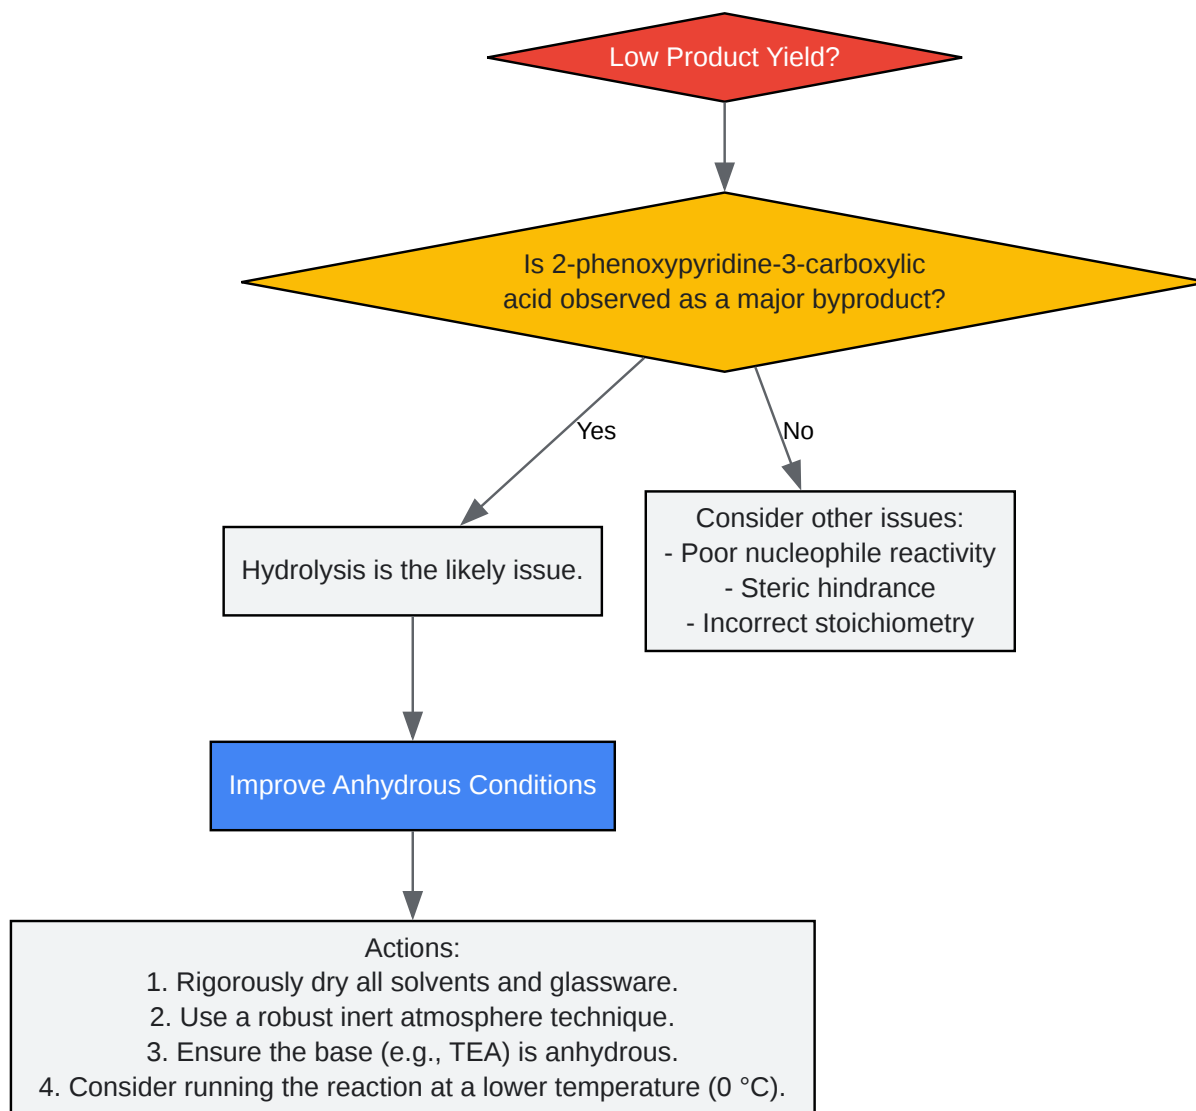 Low Product Yield?
Is 2-phenoxypyridine-3-carboxylic
acid observed as a major byproduct?
Yes
No
Consider other issues:
- Poor nucleophile reactivity
- Steric hindrance
- Incorrect stoichiometry
Hydrolysis is the likely issue.
Improve Anhydrous Conditions
Actions:
1. Rigorously dry all solvents and glassware.
2. Use a robust inert atmosphere technique.
3. Ensure the base (e.g., TEA) is anhydrous.
4. Consider running the reaction at a lower temperature (0 °C).